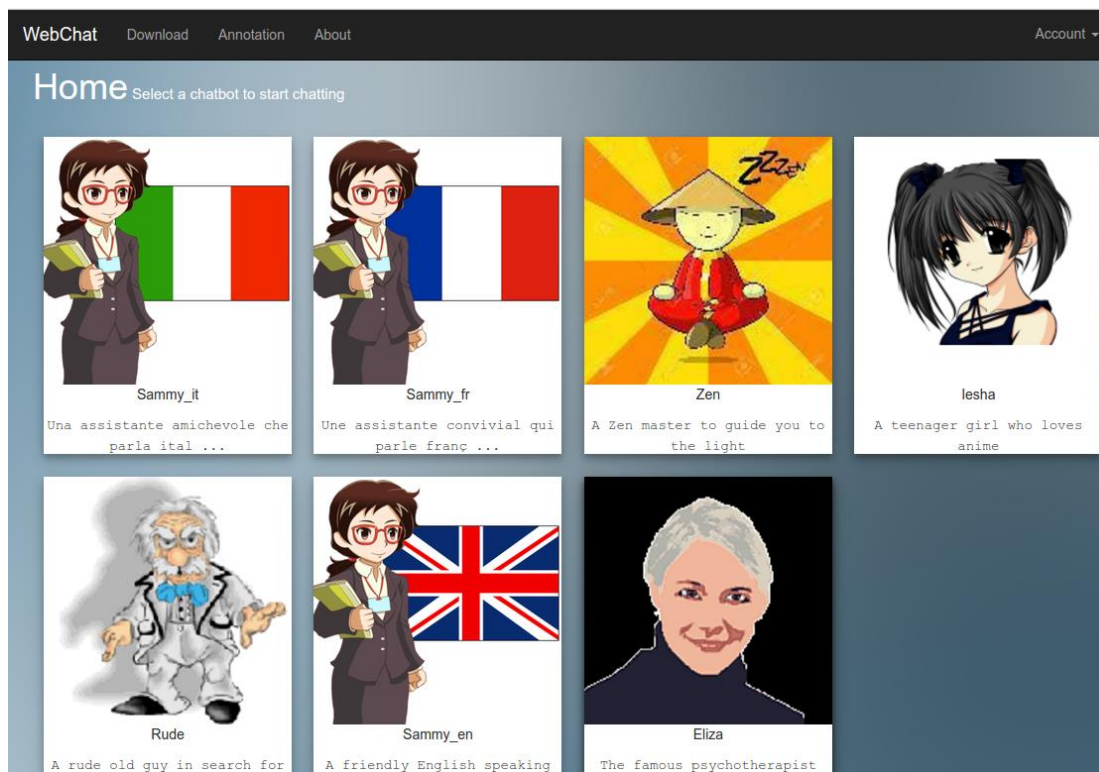 WebChat Download Annotation About Account
Home Select a chatbot to start chatting
ZZZEN
Sammy_it
Una assistante amichevole che
parla ital ...
Sammy_fr
Une assistante convivial qui
parle franç ...
Zen
A Zen master to guide you to
the light
Iesha
A teenager girl who loves
anime
Rude
A rude old guy in search for
Sammy_en
A friendly English speaking
Eliza
The famous psychotherapist